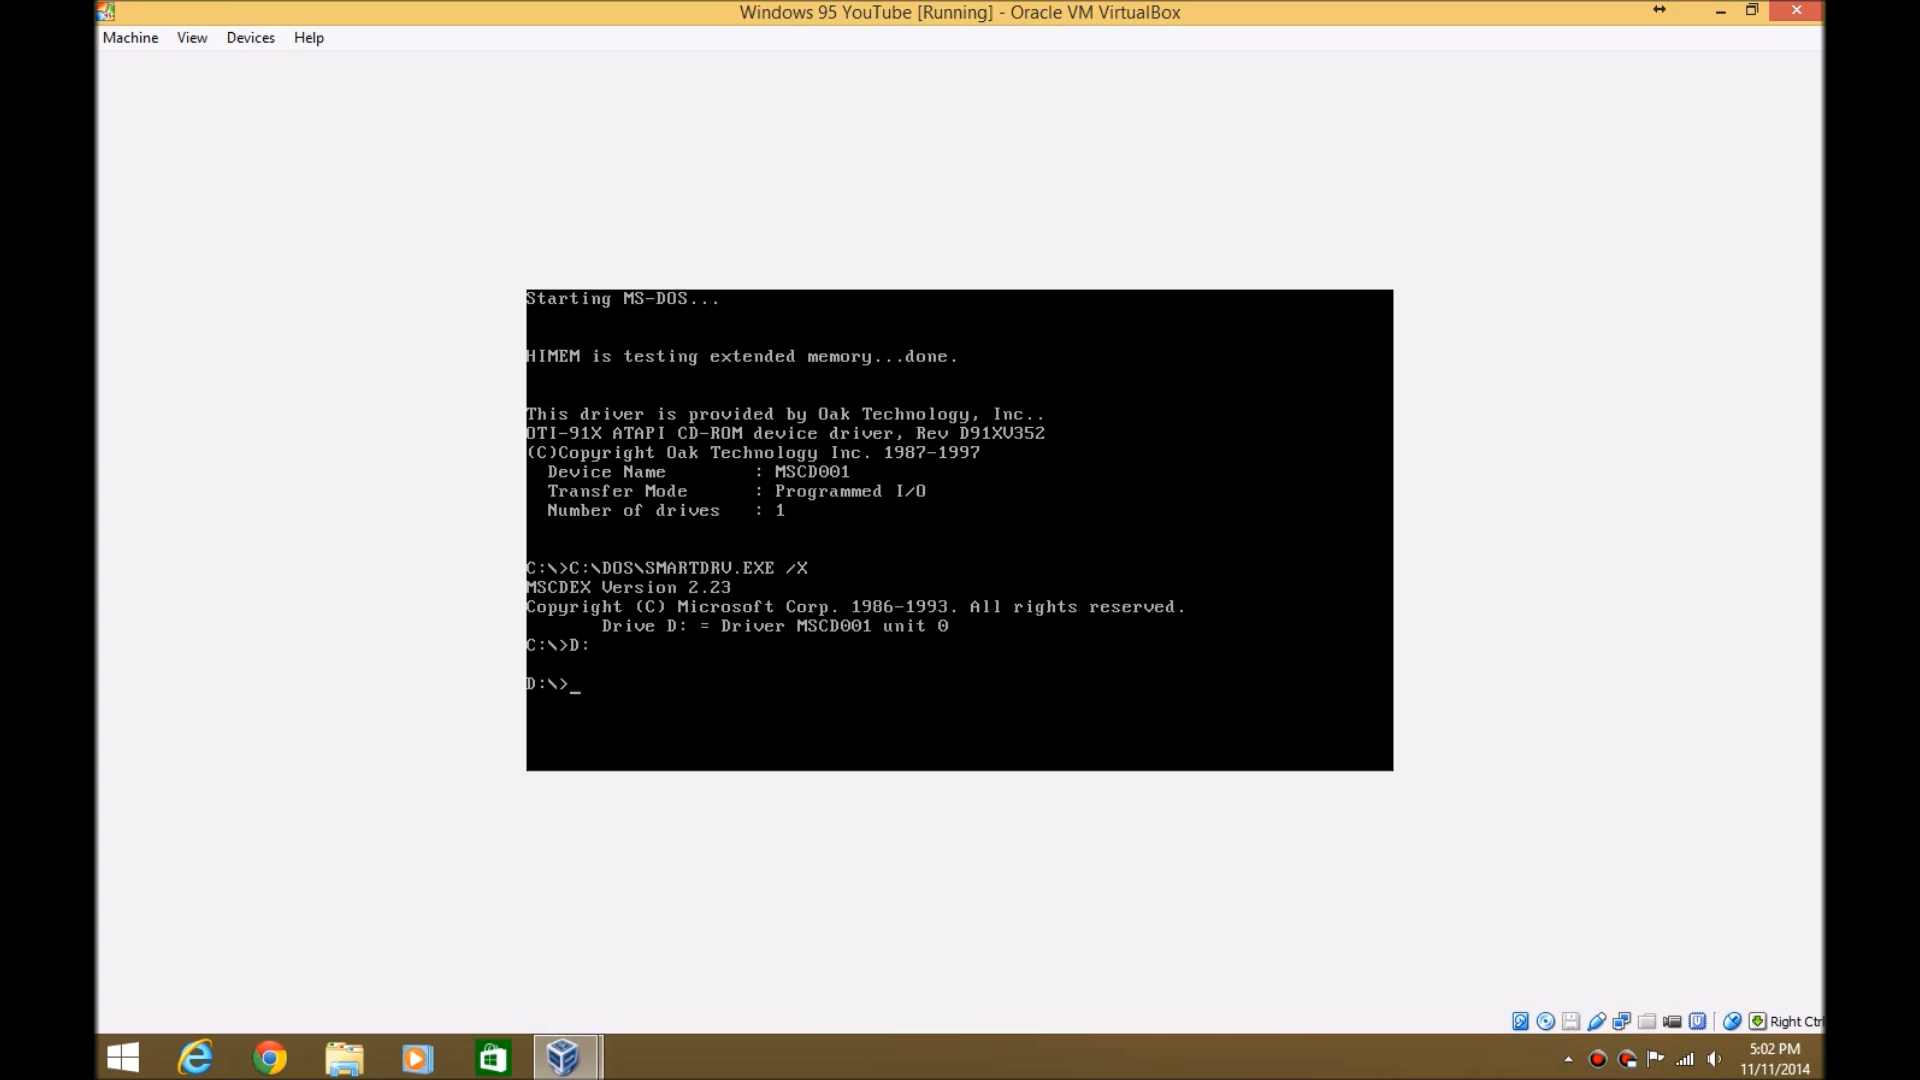 Windows 95 YouTube [Running] - Oracle VM VirtualBox
Machine View Devices Help
Starting MS-DOS...
HIMEM is testing extended memory...done.
This driver is provided by Oak Technology, Inc..
OTI-91X ATAPI CD-ROM device driver, Rev D91XV352
(C)Copyright Oak Technology Inc. 1987-1997
Device Name : MSCD001
Transfer Mode : Programmed I/O
Number of drives : 1
C:\>C:\DOS\SMARTDRV.EXE /X
MSCDEX Version 2.23
Copyright (C) Microsoft Corp. 1986-1993. All rights reserved.
Drive D: = Driver MSCD001 unit 0
C:\>D:
D:\>_
Right Ctrl
5:02 PM
11/11/2014